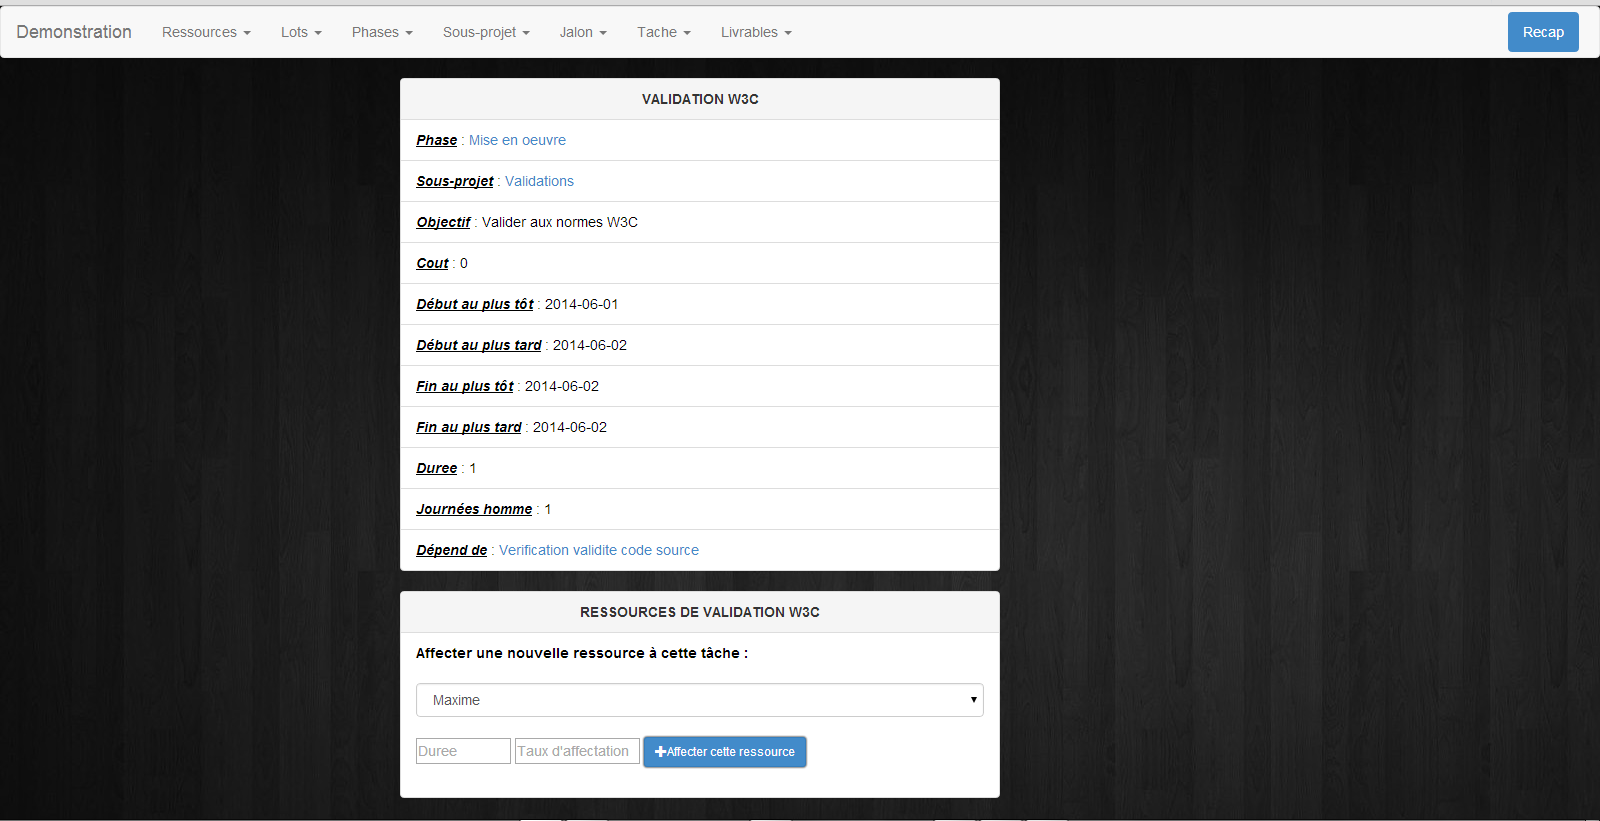 Demonstration Ressources Lots Phases Sous-projet Jalon Tache Livrables Recap
VALIDATION W3C
Phase : Mise en oeuvre
Sous-projet : Validations
Objectif : Valider aux normes W3C
Cout : 0
Début au plus tôt : 2014-06-01
Début au plus tard : 2014-06-02
Fin au plus tôt : 2014-06-02
Fin au plus tard : 2014-06-02
Duree : 1
Journées homme : 1
Dépend de : Verification validite code source
RESSOURCES DE VALIDATION W3C
Affecter une nouvelle ressource à cette tâche :
Maxime
Duree Taux d'affectation Affecter cette ressource